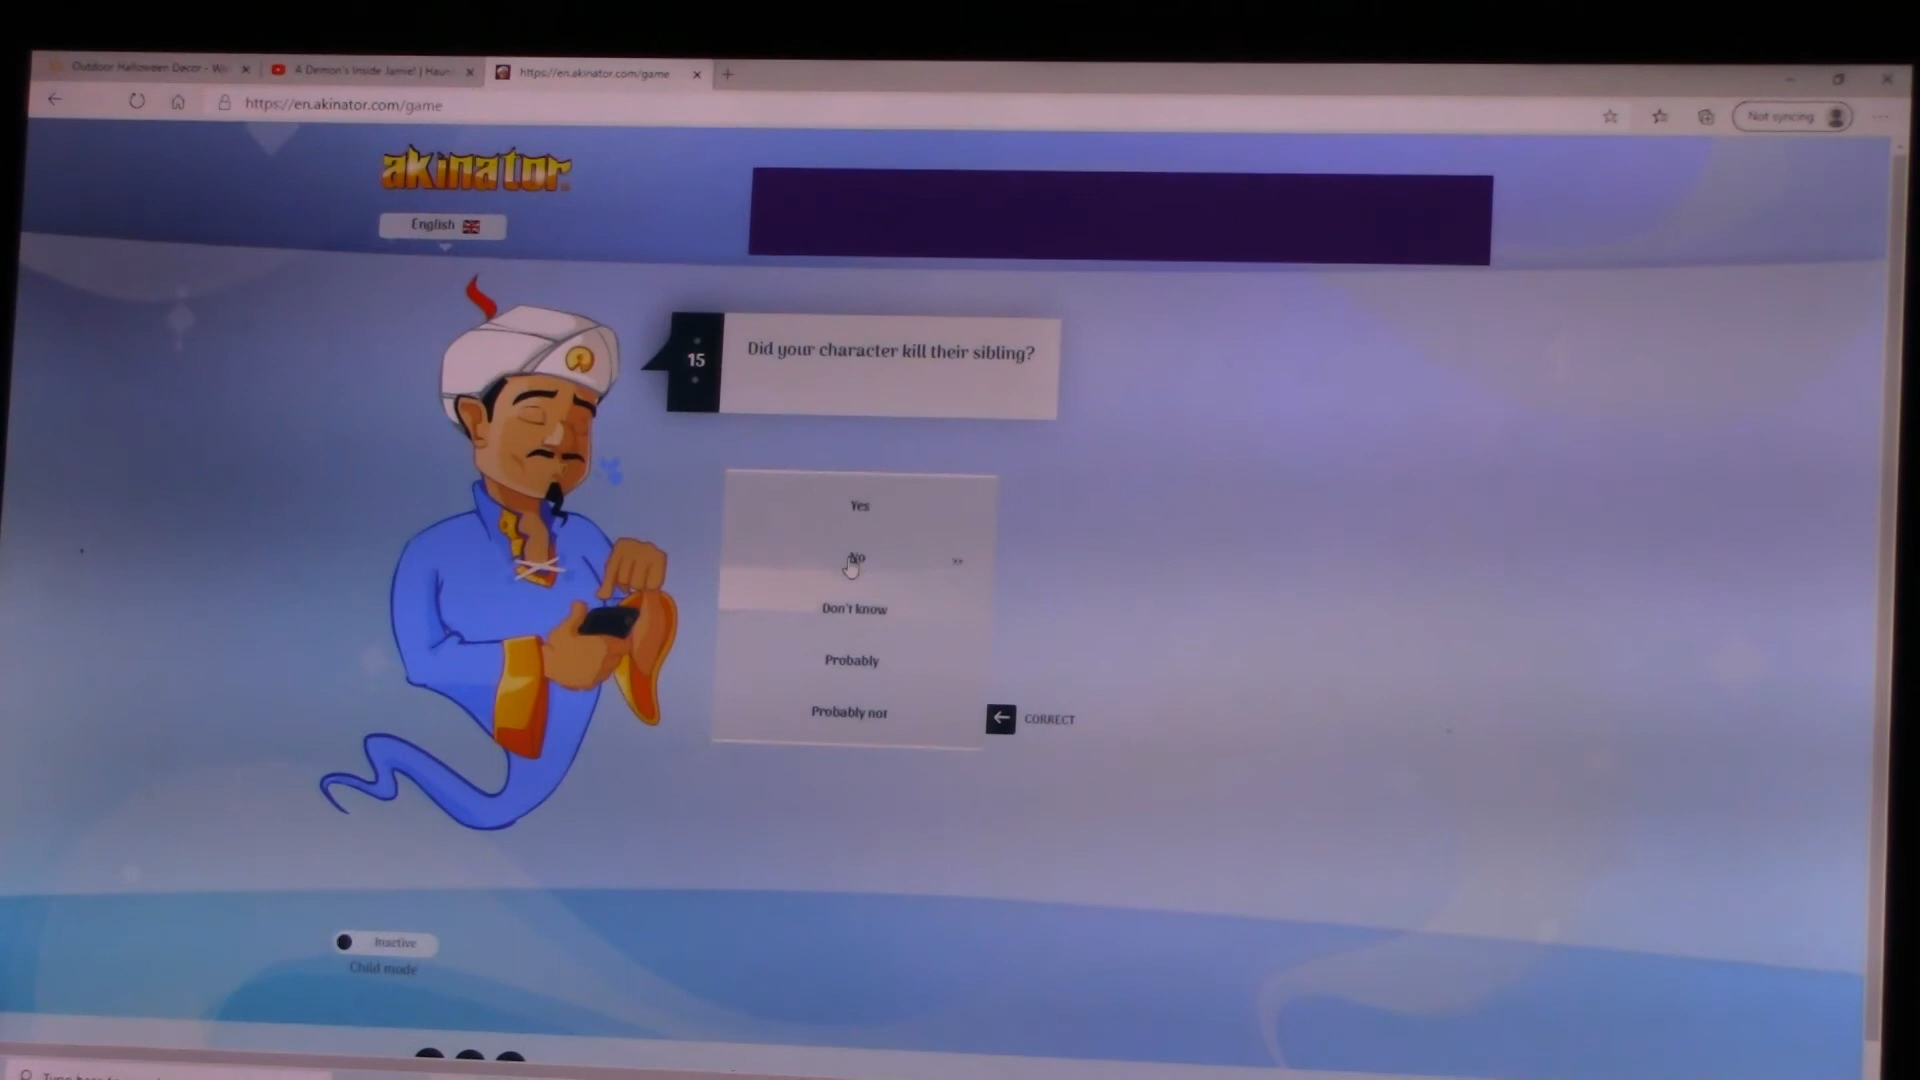 Outdoor Halloween Decor - W
A Demon's Inside Jamie! | Haun
https://en.akinator.com/game
https://en.akinator.com/game
Not syncing
akinator
English
15
Did your character kill their sibling?
Yes
No
Don't know
Probably
Probably not
CORRECT
Inactive
Child mode